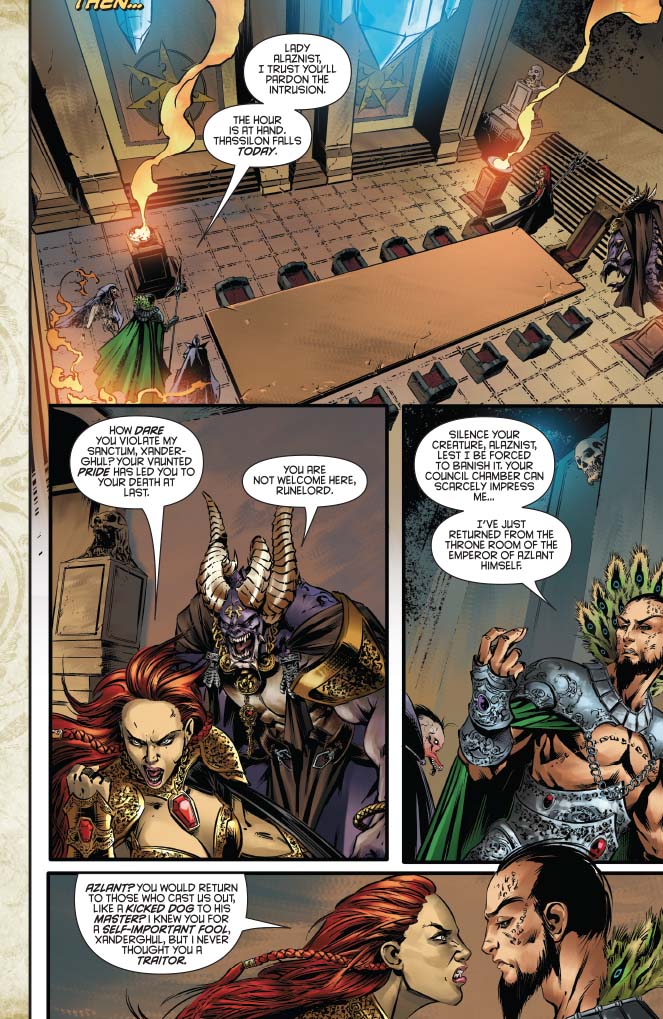 THEN...
LADY
ALAZNIST,
I TRUST YOU'LL
PARDON THE
INTRUSION.
THE HOUR
IS AT HAND.
THASSILON FALLS
TODAY.
HOW DARE
YOU VIOLATE MY
SANCTUM, XANDER-
GHUL? YOUR VAUNTED
PRIDE HAS LED YOU TO
YOUR DEATH AT
LAST.
YOU ARE
NOT WELCOME HERE,
RUNELORD.
SILENCE YOUR
CREATURE, ALAZNIST,
LEST I BE FORCED
TO BANISH IT. YOUR
COUNCIL CHAMBER CAN
SCARCELY IMPRESS
ME...
I'VE JUST
RETURNED FROM THE
THRONE ROOM OF THE
EMPEROR OF AZLANT
HIMSELF.
AZLANT? YOU WOULD RETURN
TO THOSE WHO CAST US OUT,
LIKE A KICKED DOG TO HIS
MASTER? I KNEW YOU FOR
A SELF-IMPORTANT FOOL,
XANDERGHUL, BUT I NEVER
THOUGHT YOU A
TRAITOR.